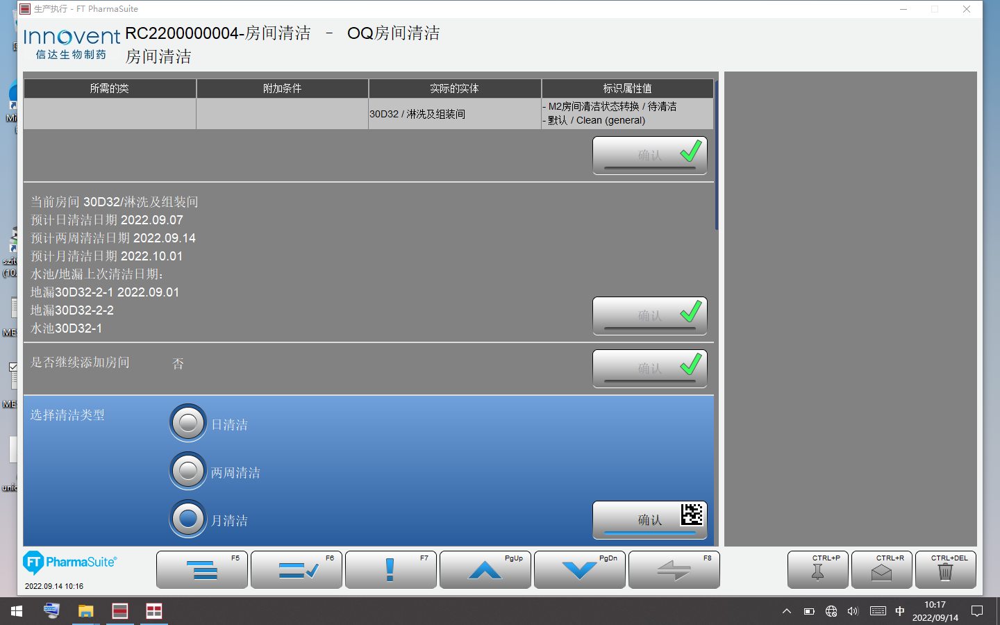 生产执行 - FT PharmaSuite
Innovent
信达生物制药
RC2200000004-房间清洁 - OQ房间清洁
房间清洁
所需的类 附加条件 实际的实体 标识属性值
30D32 / 淋洗及组装间
- M2房间清洁状态转换 / 待清洁
- 默认 / Clean (general)
确认
当前房间 30D32/淋洗及组装间
预计日清洁日期 2022.09.07
预计两周清洁日期 2022.09.14
预计月清洁日期 2022.10.01
水池/地漏上次清洁日期:
地漏30D32-2-1 2022.09.01
地漏30D32-2-2
水池30D32-1
确认
是否继续添加房间 否
确认
选择清洁类型
日清洁
两周清洁
月清洁
确认
FT PharmaSuite®
2022.09.14 10:16
F5
F6
F7
PgUp
PgDn
F8
CTRL+P
CTRL+R
CTRL+DEL
中
10:17
2022/09/14